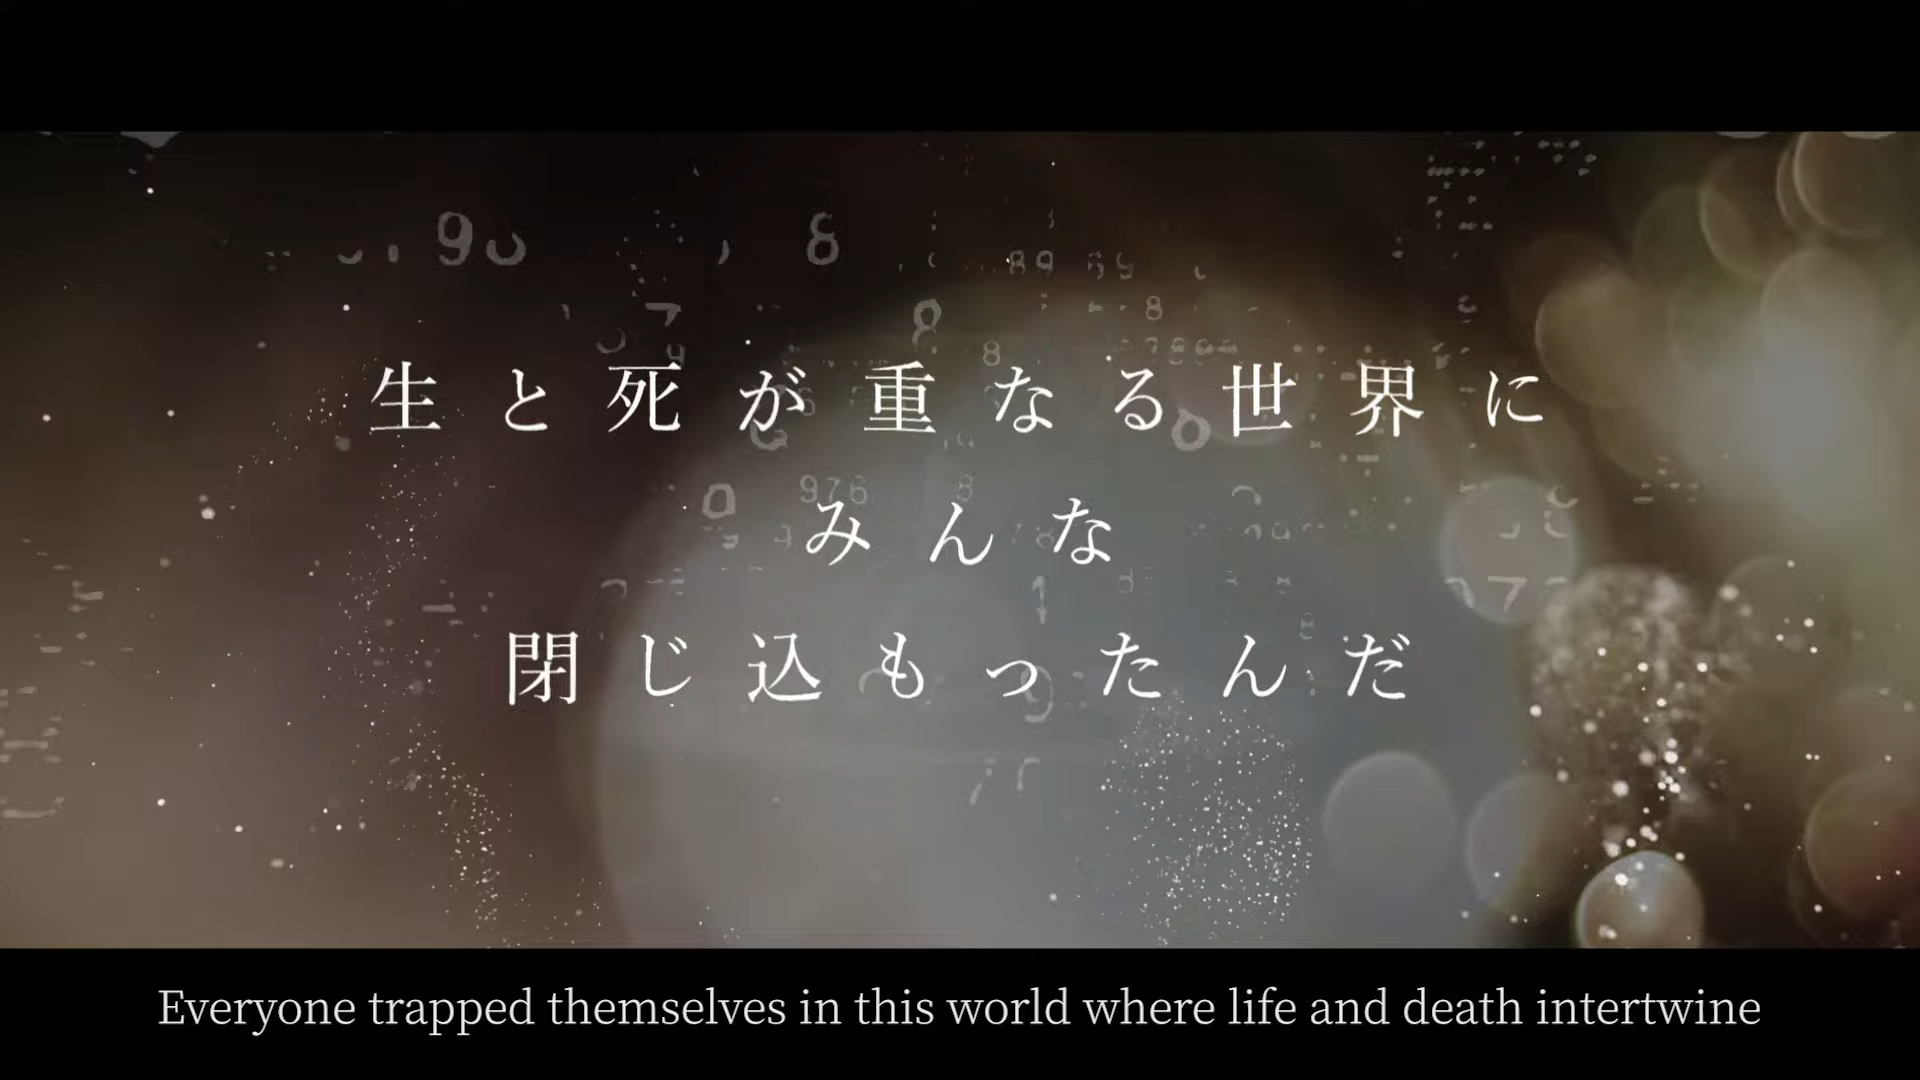 生と死が重なる世界に
みんな
閉じ込もったんだ
Everyone trapped themselves in this world where life and death intertwine